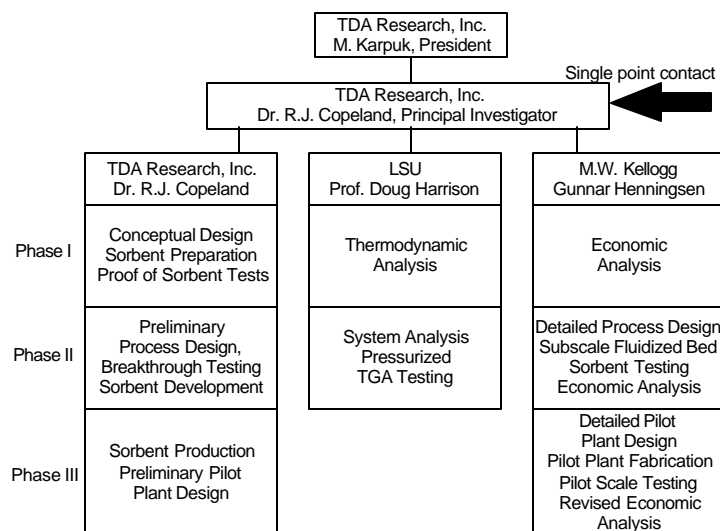 TDA Research, Inc.
M. Karpuk, President
Single point contact
TDA Research, Inc.
Dr. R.J. Copeland, Principal Investigator
TDA Research, Inc.
Dr. R.J. Copeland
LSU
Prof. Doug Harrison
M.W. Kellogg
Gunnar Henningsen
Phase I
Conceptual Design
Sorbent Preparation
Proof of Sorbent Tests
Thermodynamic
Analysis
Economic
Analysis
Phase II
Preliminary
Process Design,
Breakthrough Testing
Sorbent Development
System Analysis
Pressurized
TGA Testing
Detailed Process Design
Subscale Fluidized Bed
Sorbent Testing
Economic Analysis
Phase III
Sorbent Production
Preliminary Pilot
Plant Design
Detailed Pilot
Plant Design
Pilot Plant Fabrication
Pilot Scale Testing
Revised Economic
Analysis